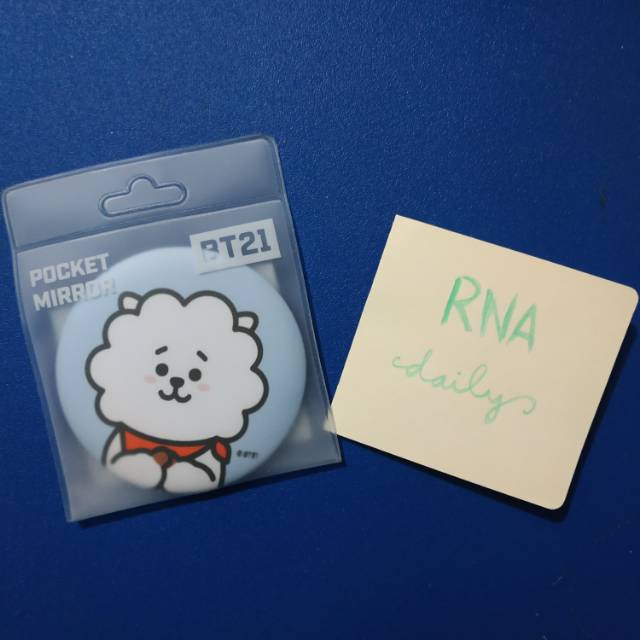 BT21
POCKET
MIRROR
RNA
daily